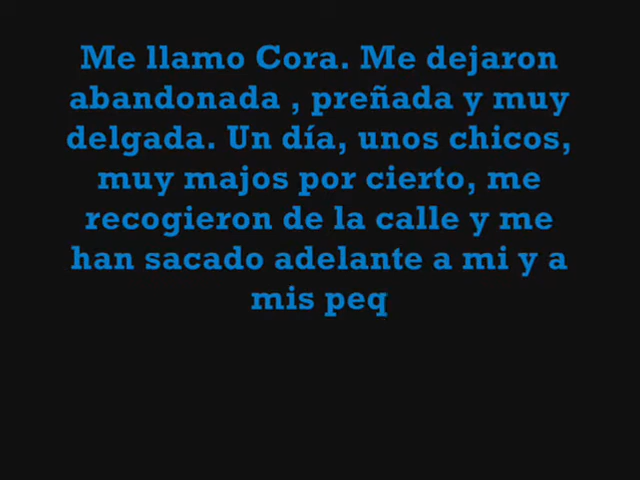 Me llamo Cora. Me dejaron
abandonada , preñada y muy
delgada. Un día, unos chicos,
muy majos por cierto, me
recogieron de la calle y me
han sacado adelante a mi y a
mis peq